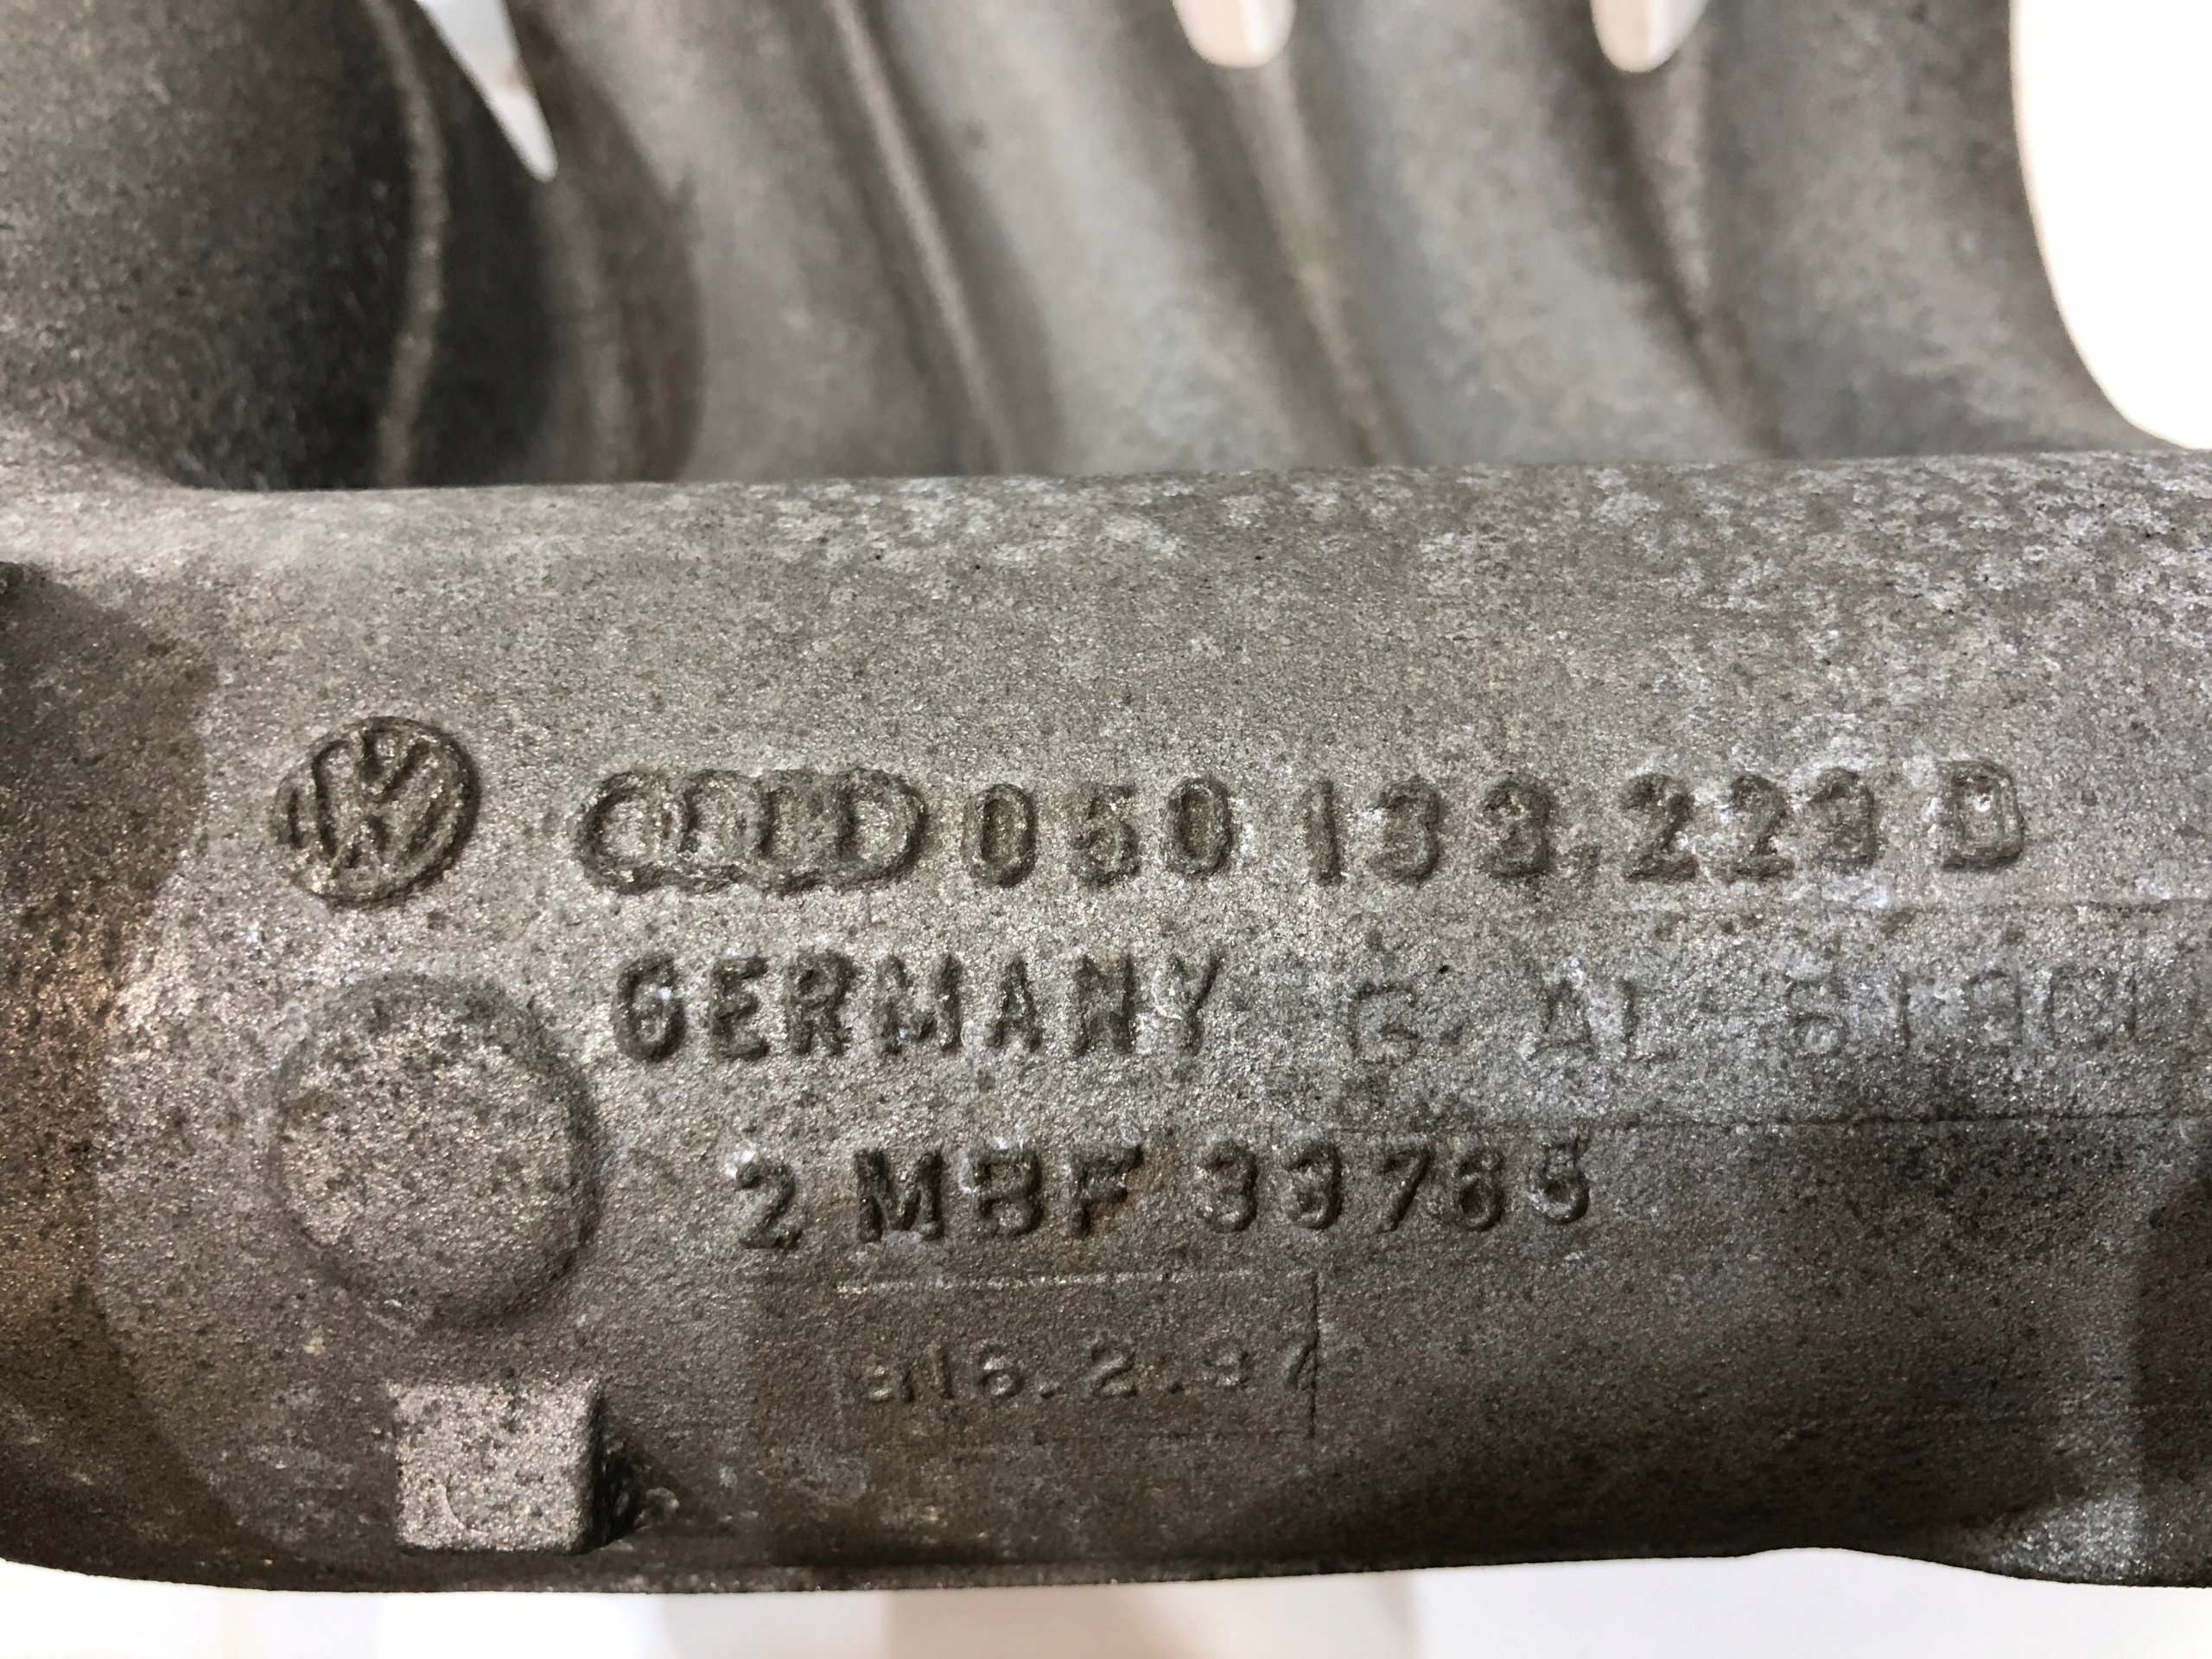 050 133 223 D
GERMANY G. AL
2 MBF 33765